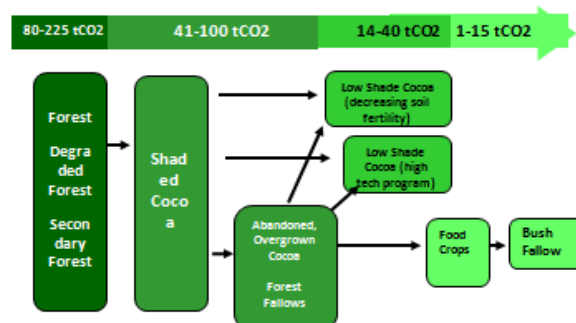 80-225 tCO2
41-100 tCO2
14-40 tCO2
1-15 tCO2
Forest
Degra
ded
Forest
Secon
dary
Forest
Shad
ed
Coco
a
Low Shade Cocoa
(decreasing soil
fertility)
Low Shade
Cocoa (high
tech program)
Abandoned,
Overgrown
Cocoa
Forest
Fallows
Food
Crops
Bush
Fallow